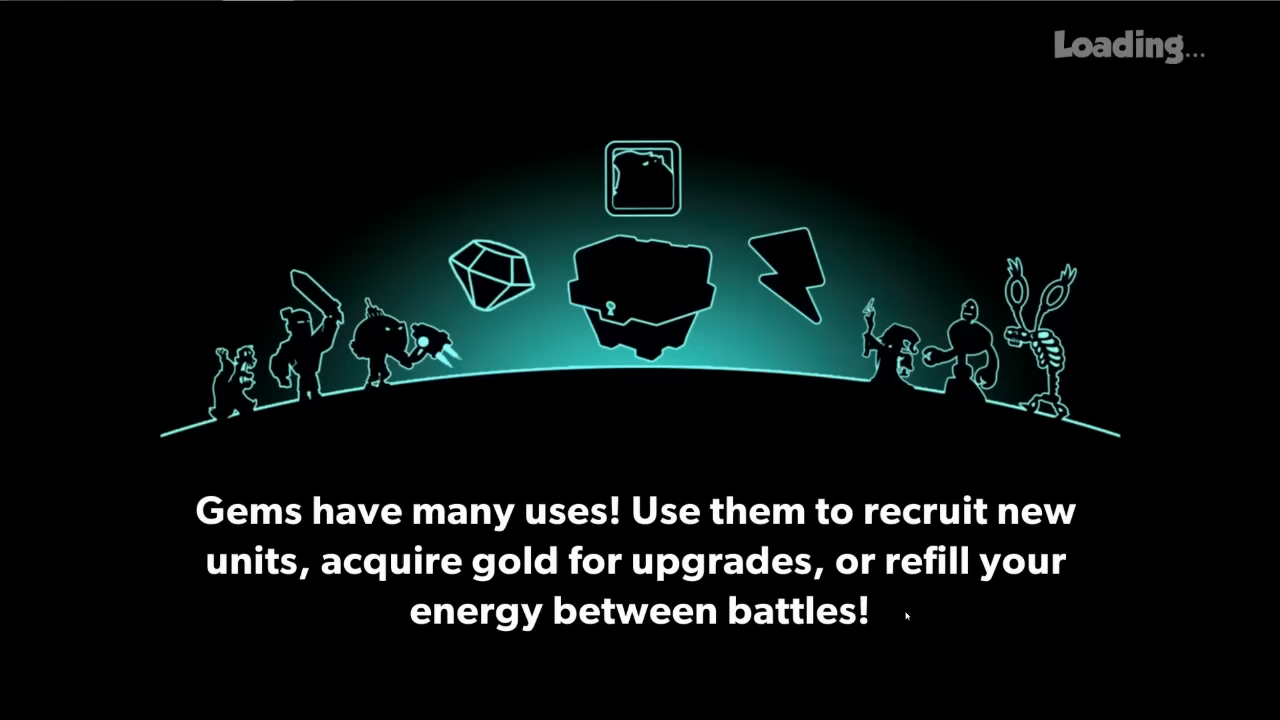 Loading...
Gems have many uses! Use them to recruit new
units, acquire gold for upgrades, or refill your
energy between battles!